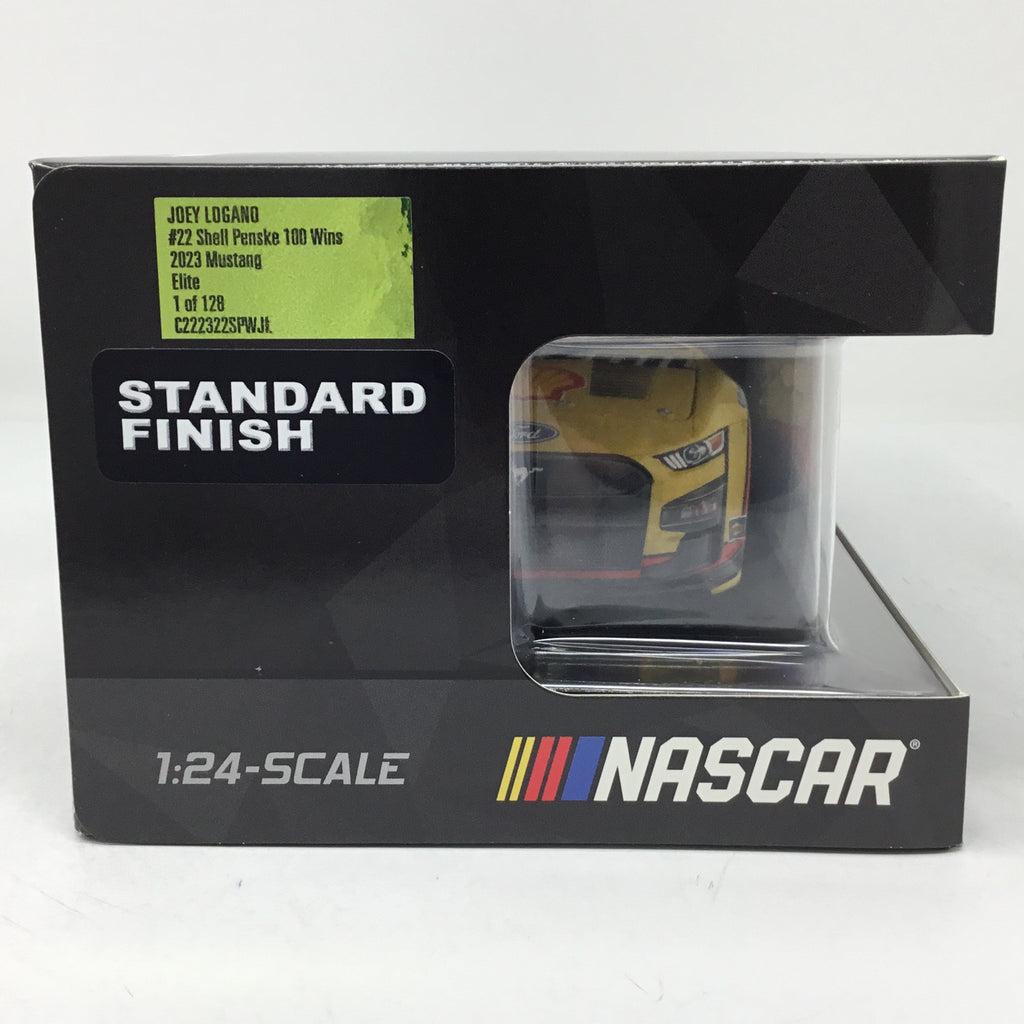 JOEY LOGANO
#22 Shell Penske 100 Wins
2023 Mustang
Elite
1 of 128
C222322SPWJL
STANDARD
FINISH
Ford
1:24-SCALE
NASCAR®